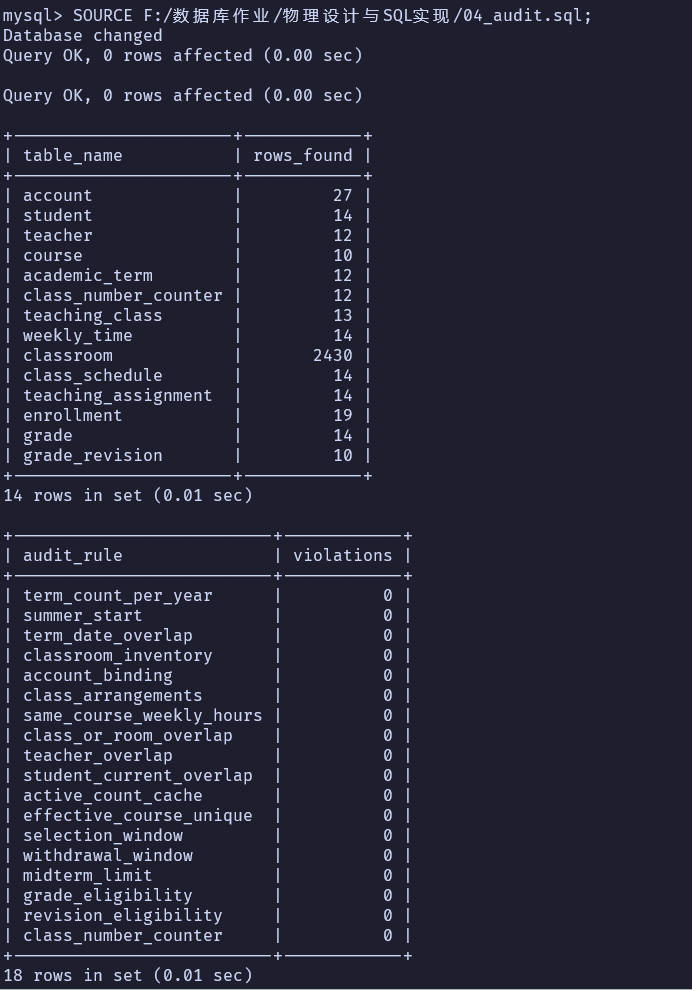 mysql> SOURCE F:/数据库作业/物理设计与SQL实现/04_audit.sql;
Database changed
Query OK, 0 rows affected (0.00 sec)
Query OK, 0 rows affected (0.00 sec)
+----------------------+------------+
| table_name           | rows_found |
+----------------------+------------+
| account              |         27 |
| student              |         14 |
| teacher              |         12 |
| course               |         10 |
| academic_term        |         12 |
| class_number_counter |         12 |
| teaching_class       |         13 |
| weekly_time          |         14 |
| classroom            |       2430 |
| class_schedule       |         14 |
| teaching_assignment  |         14 |
| enrollment           |         19 |
| grade                |         14 |
| grade_revision       |         10 |
+----------------------+------------+
14 rows in set (0.01 sec)
+--------------------------+------------+
| audit_rule               | violations |
+--------------------------+------------+
| term_count_per_year      |          0 |
| summer_start             |          0 |
| term_date_overlap        |          0 |
| classroom_inventory      |          0 |
| account_binding          |          0 |
| class_arrangements       |          0 |
| same_course_weekly_hours |          0 |
| class_or_room_overlap    |          0 |
| teacher_overlap          |          0 |
| student_current_overlap  |          0 |
| active_count_cache       |          0 |
| effective_course_unique  |          0 |
| selection_window         |          0 |
| withdrawal_window        |          0 |
| midterm_limit            |          0 |
| grade_eligibility        |          0 |
| revision_eligibility     |          0 |
| class_number_counter     |          0 |
+--------------------------+------------+
18 rows in set (0.01 sec)